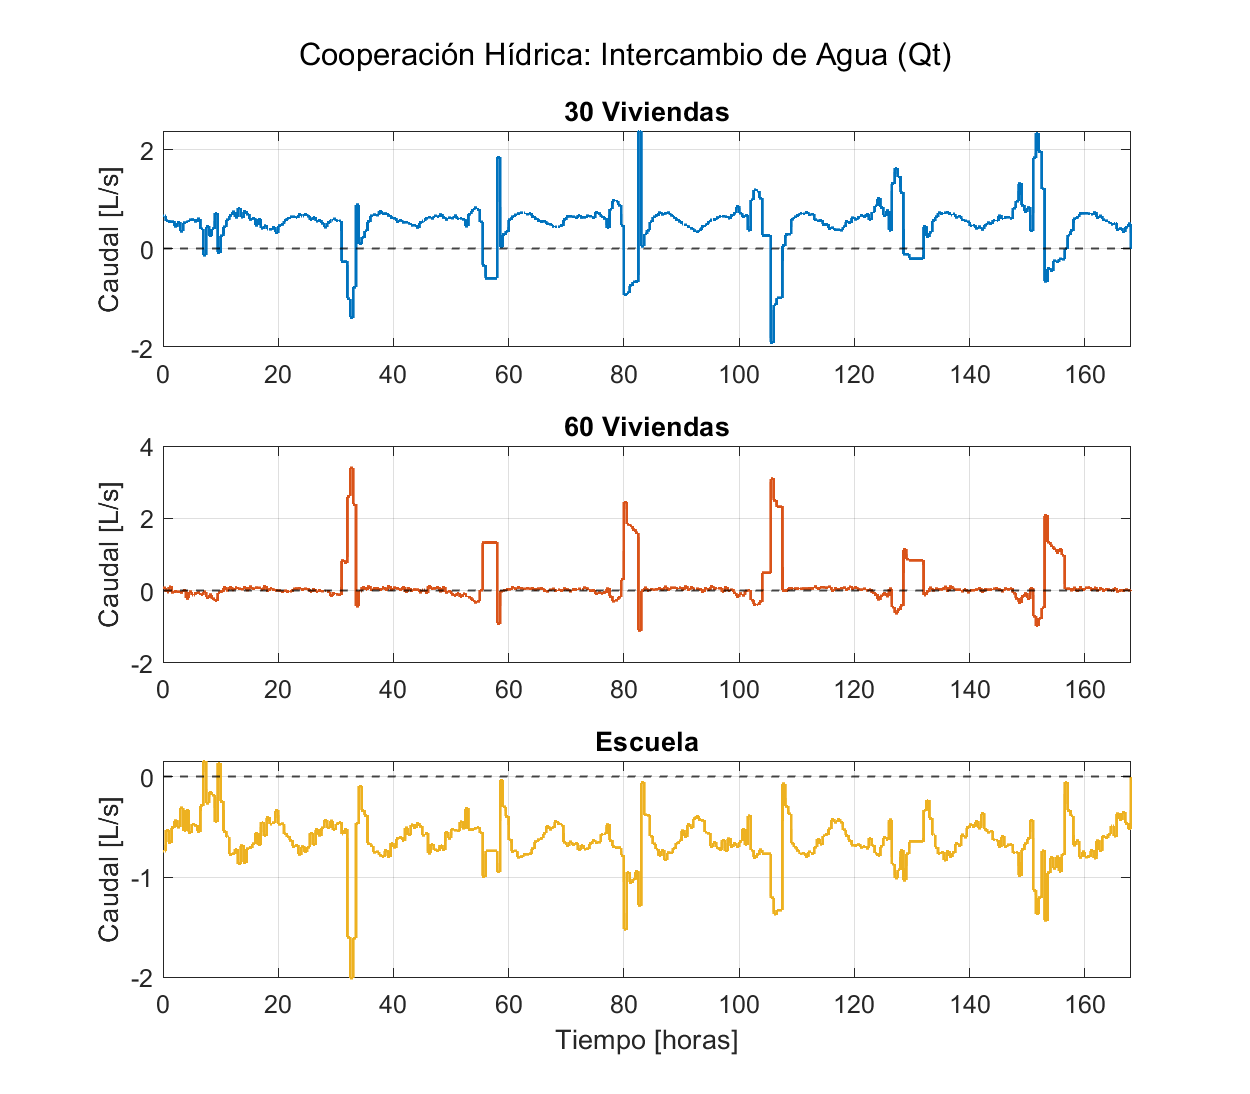 Cooperación Hídrica: Intercambio de Agua (Qt)
30 Viviendas
Caudal [L/s]
2
0
-2
0 20 40 60 80 100 120 140 160
60 Viviendas
Caudal [L/s]
4
2
0
-2
0 20 40 60 80 100 120 140 160
Escuela
Caudal [L/s]
0
-1
-2
0 20 40 60 80 100 120 140 160
Tiempo [horas]